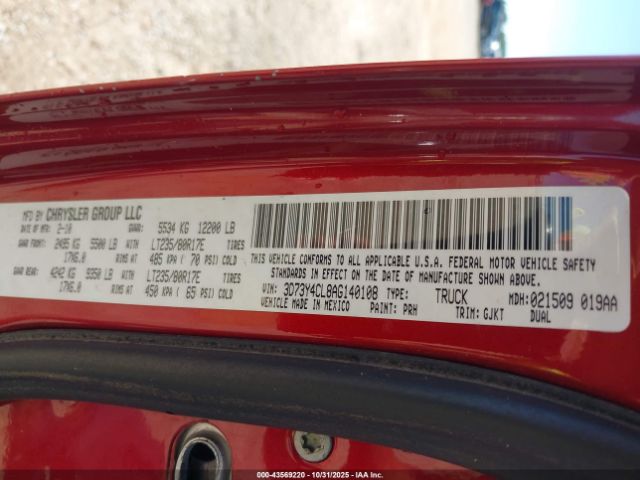 MFD BY CHRYSLER GROUP LLC
DATE OF MFR 2-10 GVWR: 5534 KG 12200 LB
GAWR FRONT: 2495 KG 5500 LB WITH LT235/80R17E TIRES
17X6.0 RIMS AT 485 KPA ( 70 PSI) COLD
GAWR REAR: 4242 KG 9350 LB WITH LT235/80R17E TIRES
17X6.0 RIMS AT 450 KPA ( 65 PSI) COLD
THIS VEHICLE CONFORMS TO ALL APPLICABLE U.S.A. FEDERAL MOTOR VEHICLE SAFETY
STANDARDS IN EFFECT ON THE DATE OF MANUFACTURE SHOWN ABOVE.
VIN: 3D73Y4CL8AG140108 TYPE: TRUCK MDH:021509 019AA
VEHICLE MADE IN MEXICO PAINT: PRH TRIM: GJKT DUAL
000-43569220 10/31/2025 IAAI.COM